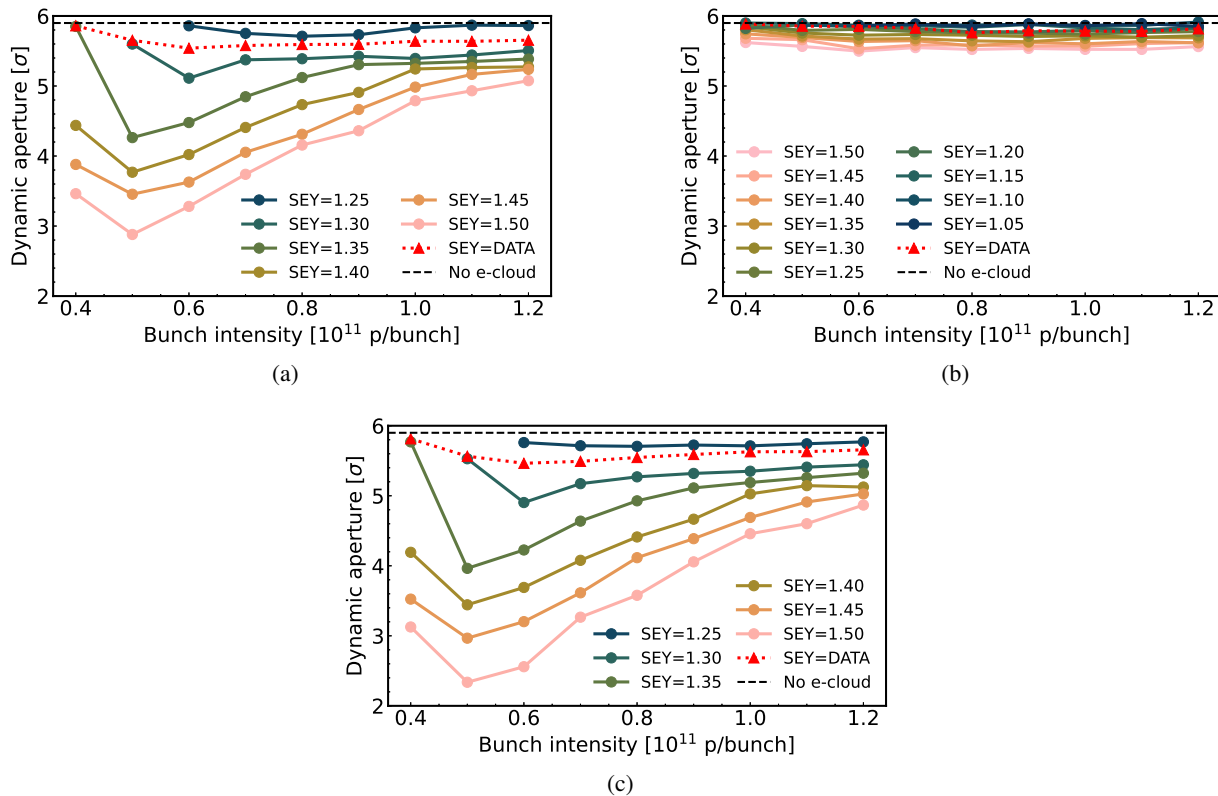 6
5
4
3
2
Dynamic aperture [σ]
SEY=1.25
SEY=1.30
SEY=1.35
SEY=1.40
SEY=1.45
SEY=1.50
SEY=DATA
No e-cloud
0.4 0.6 0.8 1.0 1.2
Bunch intensity [10¹¹ p/bunch]
(a)
6
5
4
3
2
Dynamic aperture [σ]
SEY=1.50
SEY=1.45
SEY=1.40
SEY=1.35
SEY=1.30
SEY=1.25
SEY=1.20
SEY=1.15
SEY=1.10
SEY=1.05
SEY=DATA
No e-cloud
0.4 0.6 0.8 1.0 1.2
Bunch intensity [10¹¹ p/bunch]
(b)
6
5
4
3
2
Dynamic aperture [σ]
SEY=1.25
SEY=1.30
SEY=1.35
SEY=1.40
SEY=1.45
SEY=1.50
SEY=DATA
No e-cloud
0.4 0.6 0.8 1.0 1.2
Bunch intensity [10¹¹ p/bunch]
(c)